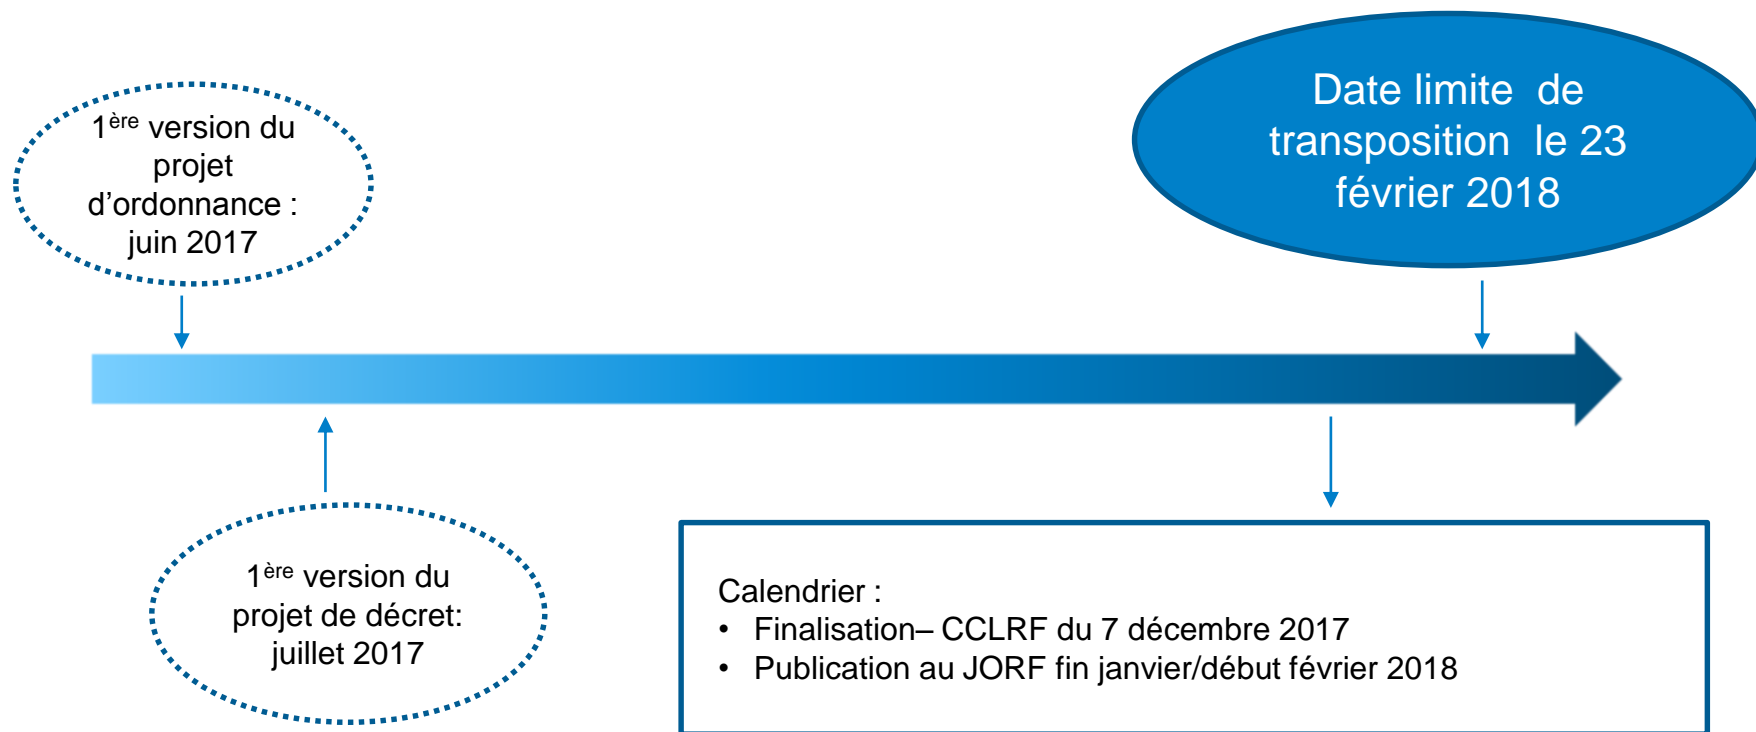 1ère version du
projet
d’ordonnance :
juin 2017
Date limite de
transposition le 23
février 2018
1ère version du
projet de décret:
juillet 2017
Calendrier :
• Finalisation– CCLRF du 7 décembre 2017
• Publication au JORF fin janvier/début février 2018